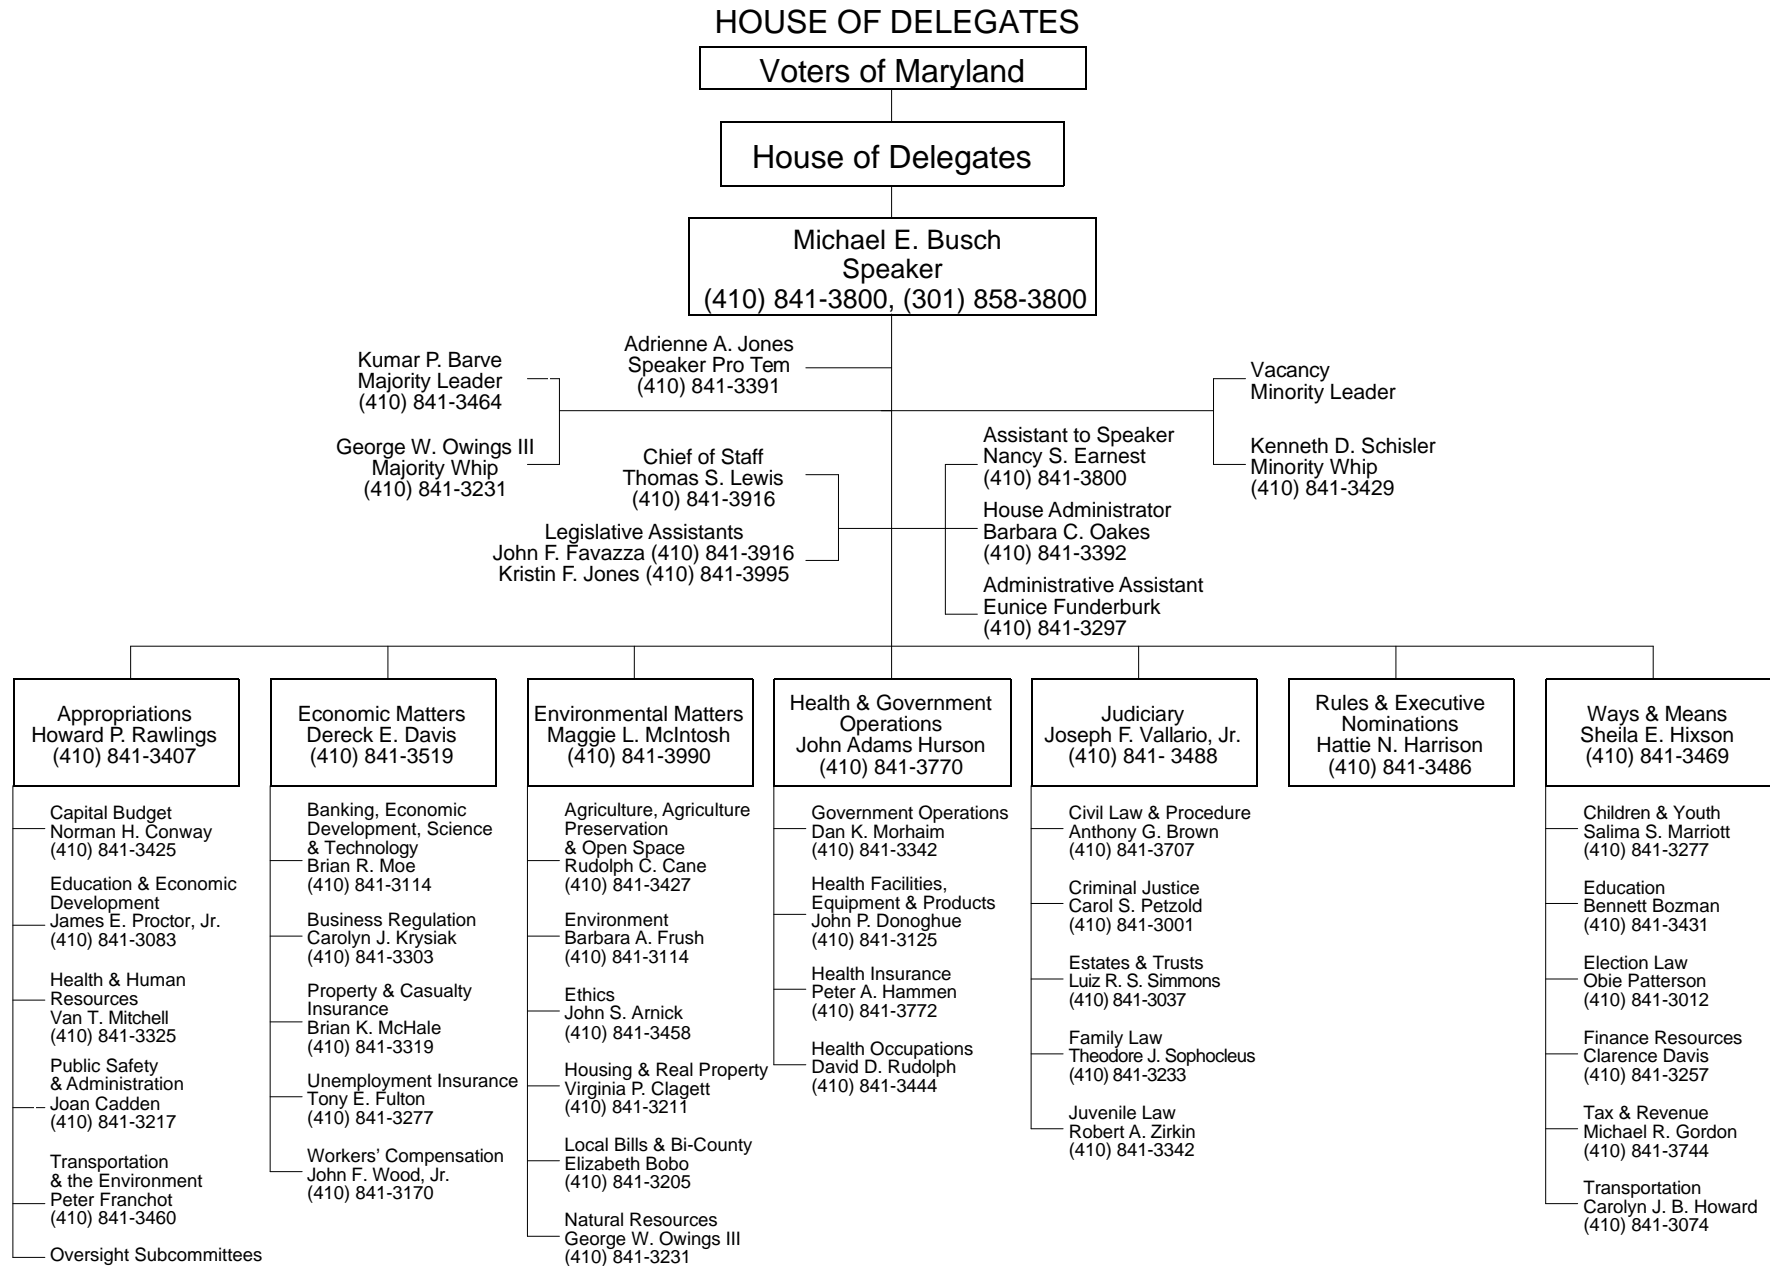 HOUSE OF DELEGATES
Voters of Maryland
House of Delegates
Michael E. Busch
Speaker
(410) 841-3800, (301) 858-3800
Adrienne A. Jones
Speaker Pro Tem
(410) 841-3391
Kumar P. Barve
Majority Leader
(410) 841-3464
George W. Owings III
Majority Whip
(410) 841-3231
Vacancy
Minority Leader
Kenneth D. Schisler
Minority Whip
(410) 841-3429
Chief of Staff
Thomas S. Lewis
(410) 841-3916
Legislative Assistants
John F. Favazza (410) 841-3916
Kristin F. Jones (410) 841-3995
Assistant to Speaker
Nancy S. Earnest
(410) 841-3800
House Administrator
Barbara C. Oakes
(410) 841-3392
Administrative Assistant
Eunice Funderburk
(410) 841-3297
Appropriations
Howard P. Rawlings
(410) 841-3407
Capital Budget
Norman H. Conway
(410) 841-3425
Education & Economic
Development
James E. Proctor, Jr.
(410) 841-3083
Health & Human
Resources
Van T. Mitchell
(410) 841-3325
Public Safety
& Administration
Joan Cadden
(410) 841-3217
Transportation
& the Environment
Peter Franchot
(410) 841-3460
Oversight Subcommittees
Economic Matters
Dereck E. Davis
(410) 841-3519
Banking, Economic
Development, Science
& Technology
Brian R. Moe
(410) 841-3114
Business Regulation
Carolyn J. Krysiak
(410) 841-3303
Property & Casualty
Insurance
Brian K. McHale
(410) 841-3319
Unemployment Insurance
Tony E. Fulton
(410) 841-3277
Workers' Compensation
John F. Wood, Jr.
(410) 841-3170
Environmental Matters
Maggie L. McIntosh
(410) 841-3990
Agriculture, Agriculture
Preservation
& Open Space
Rudolph C. Cane
(410) 841-3427
Environment
Barbara A. Frush
(410) 841-3114
Ethics
John S. Arnick
(410) 841-3458
Housing & Real Property
Virginia P. Clagett
(410) 841-3211
Local Bills & Bi-County
Elizabeth Bobo
(410) 841-3205
Natural Resources
George W. Owings III
(410) 841-3231
Health & Government
Operations
John Adams Hurson
(410) 841-3770
Government Operations
Dan K. Morhaim
(410) 841-3342
Health Facilities,
Equipment & Products
John P. Donoghue
(410) 841-3125
Health Insurance
Peter A. Hammen
(410) 841-3772
Health Occupations
David D. Rudolph
(410) 841-3444
Judiciary
Joseph F. Vallario, Jr.
(410) 841- 3488
Civil Law & Procedure
Anthony G. Brown
(410) 841-3707
Criminal Justice
Carol S. Petzold
(410) 841-3001
Estates & Trusts
Luiz R. S. Simmons
(410) 841-3037
Family Law
Theodore J. Sophocleus
(410) 841-3233
Juvenile Law
Robert A. Zirkin
(410) 841-3342
Rules & Executive
Nominations
Hattie N. Harrison
(410) 841-3486
Ways & Means
Sheila E. Hixson
(410) 841-3469
Children & Youth
Salima S. Marriott
(410) 841-3277
Education
Bennett Bozman
(410) 841-3431
Election Law
Obie Patterson
(410) 841-3012
Finance Resources
Clarence Davis
(410) 841-3257
Tax & Revenue
Michael R. Gordon
(410) 841-3744
Transportation
Carolyn J. B. Howard
(410) 841-3074